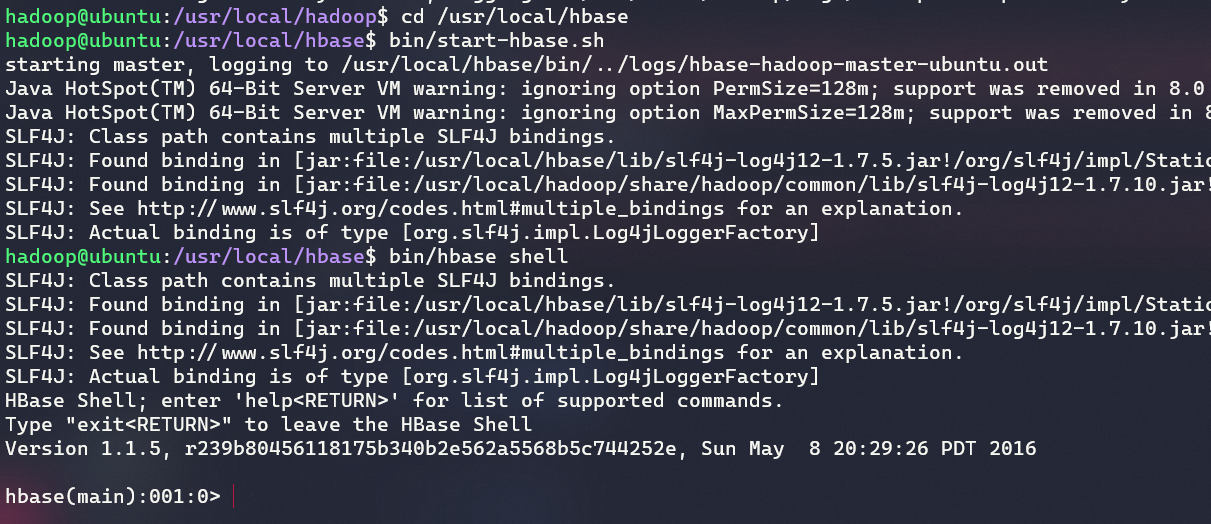 hadoop@ubuntu:/usr/local/hadoop$ cd /usr/local/hbase
hadoop@ubuntu:/usr/local/hbase$ bin/start-hbase.sh
starting master, logging to /usr/local/hbase/bin/../logs/hbase-hadoop-master-ubuntu.out
Java HotSpot(TM) 64-Bit Server VM warning: ignoring option PermSize=128m; support was removed in 8.0
Java HotSpot(TM) 64-Bit Server VM warning: ignoring option MaxPermSize=128m; support was removed in 8
SLF4J: Class path contains multiple SLF4J bindings.
SLF4J: Found binding in [jar:file:/usr/local/hbase/lib/slf4j-log4j12-1.7.5.jar!/org/slf4j/impl/Static
SLF4J: Found binding in [jar:file:/usr/local/hadoop/share/hadoop/common/lib/slf4j-log4j12-1.7.10.jar!
SLF4J: See http://www.slf4j.org/codes.html#multiple_bindings for an explanation.
SLF4J: Actual binding is of type [org.slf4j.impl.Log4jLoggerFactory]
hadoop@ubuntu:/usr/local/hbase$ bin/hbase shell
SLF4J: Class path contains multiple SLF4J bindings.
SLF4J: Found binding in [jar:file:/usr/local/hbase/lib/slf4j-log4j12-1.7.5.jar!/org/slf4j/impl/Static
SLF4J: Found binding in [jar:file:/usr/local/hadoop/share/hadoop/common/lib/slf4j-log4j12-1.7.10.jar!
SLF4J: See http://www.slf4j.org/codes.html#multiple_bindings for an explanation.
SLF4J: Actual binding is of type [org.slf4j.impl.Log4jLoggerFactory]
HBase Shell; enter 'help<RETURN>' for list of supported commands.
Type "exit<RETURN>" to leave the HBase Shell
Version 1.1.5, r239b80456118175b340b2e562a5568b5c744252e, Sun May  8 20:29:26 PDT 2016
hbase(main):001:0>